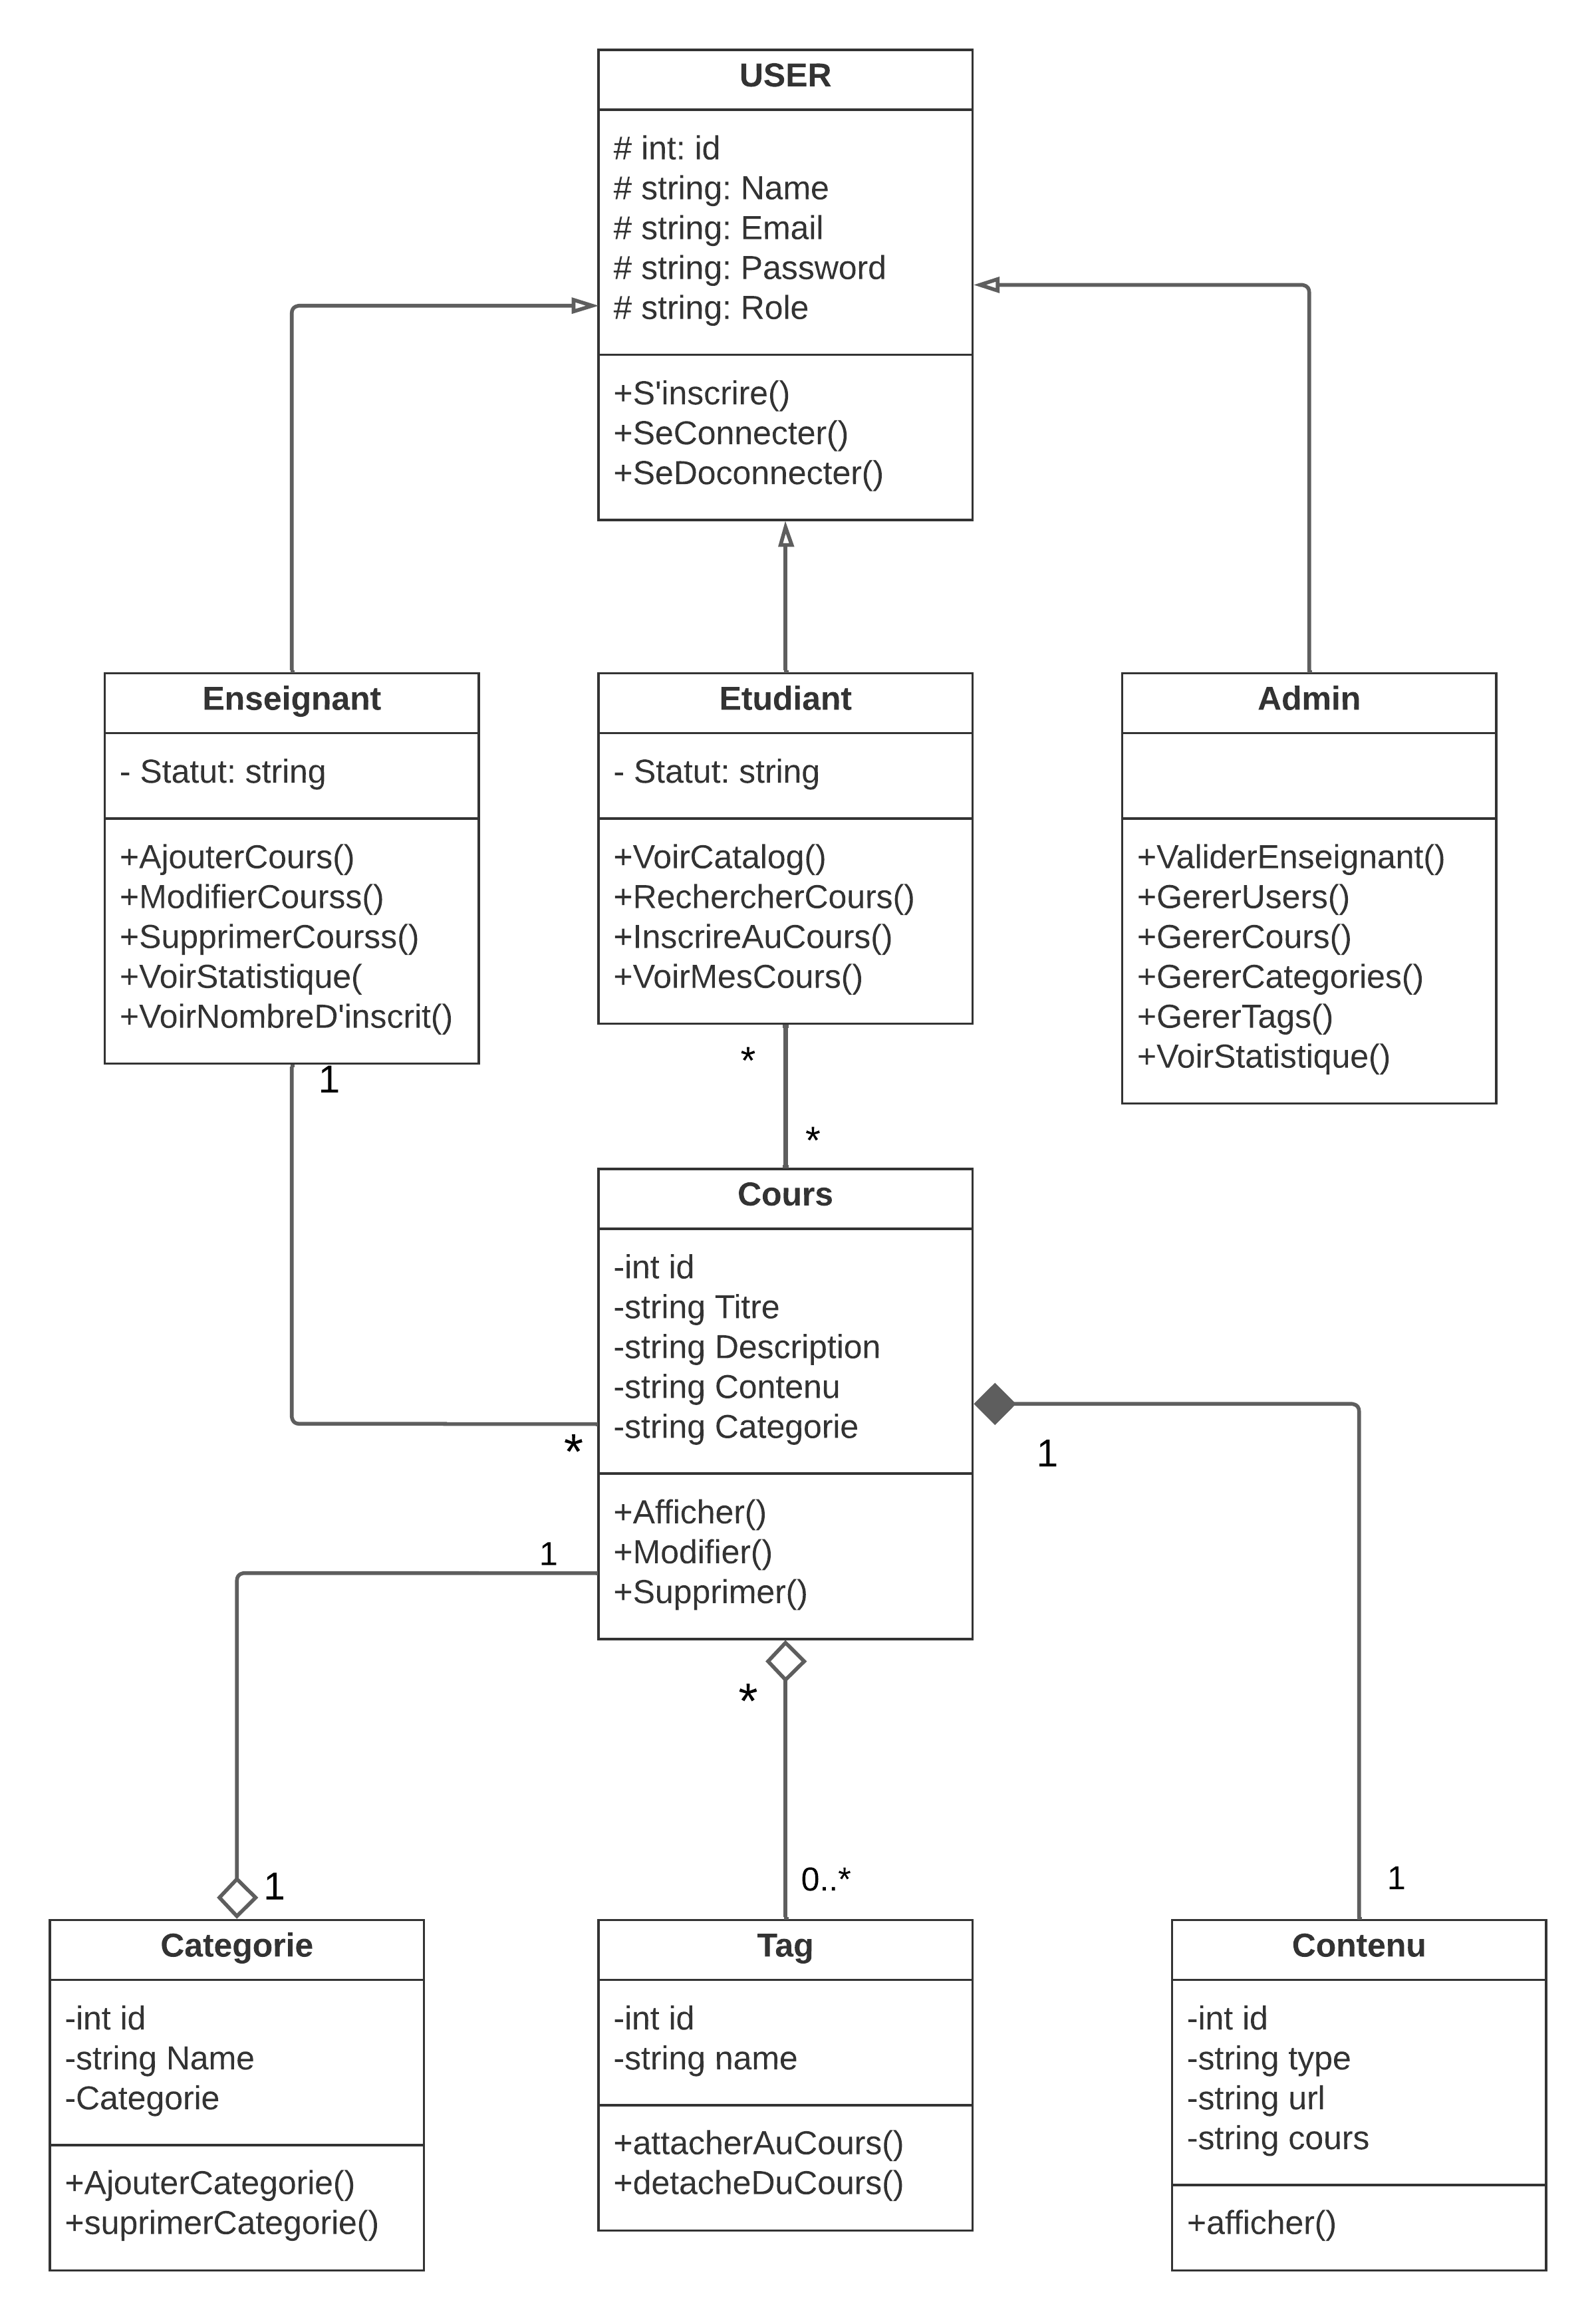 USER
# int: id
# string: Name
# string: Email
# string: Password
# string: Role
+S'inscrire()
+SeConnecter()
+SeDoconnecter()
Enseignant
- Statut: string
+AjouterCours()
+ModifierCourss()
+SupprimerCourss()
+VoirStatistique(
+VoirNombreD'inscrit()
1
Etudiant
- Statut: string
+VoirCatalog()
+RechercherCours()
+InscrireAuCours()
+VoirMesCours()
*
*
Admin
+ValiderEnseignant()
+GererUsers()
+GererCours()
+GererCategories()
+GererTags()
+VoirStatistique()
Cours
-int id
-string Titre
-string Description
-string Contenu
-string Categorie
+Afficher()
+Modifier()
+Supprimer()
*
1
1
*
1
0..*
1
Categorie
-int id
-string Name
-Categorie
+AjouterCategorie()
+suprimerCategorie()
Tag
-int id
-string name
+attacherAuCours()
+detacheDuCours()
Contenu
-int id
-string type
-string url
-string cours
+afficher()